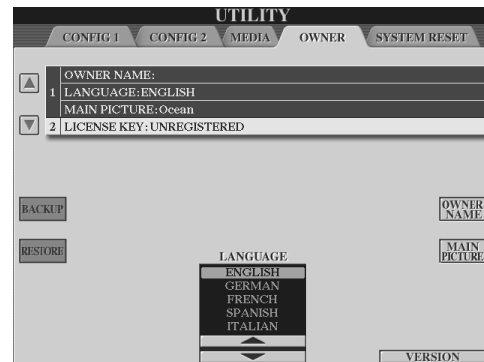 UTILITY
CONFIG 1 CONFIG 2 MEDIA OWNER SYSTEM RESET
OWNER NAME:
1 LANGUAGE:ENGLISH
MAIN PICTURE:Ocean
2 LICENSE KEY:UNREGISTERED
BACKUP
OWNER NAME
RESTORE
MAIN PICTURE
LANGUAGE
ENGLISH
GERMAN
FRENCH
SPANISH
ITALIAN
VERSION